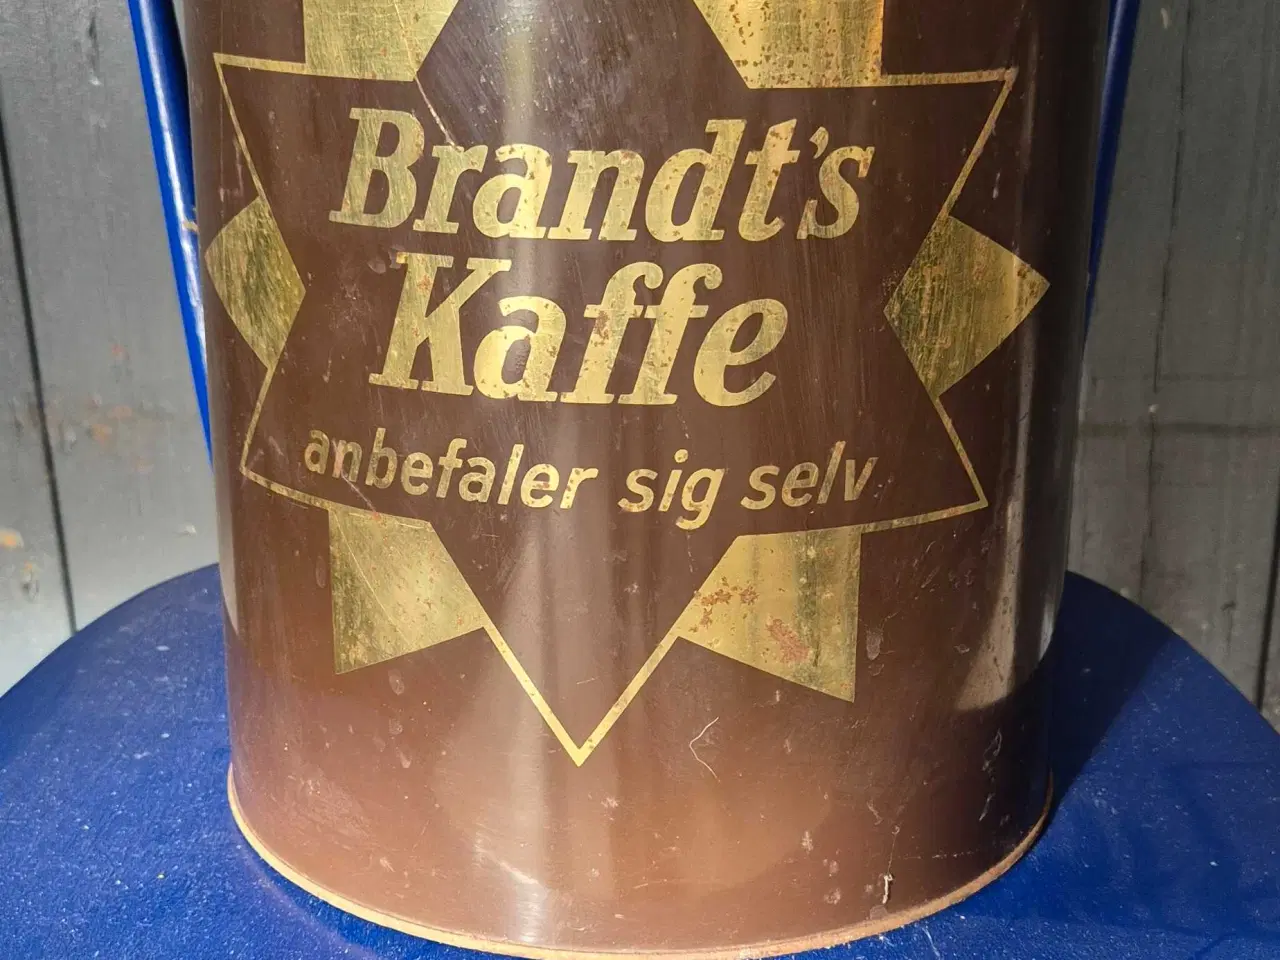 Brandt's
Kaffe
anbefaler sig selv